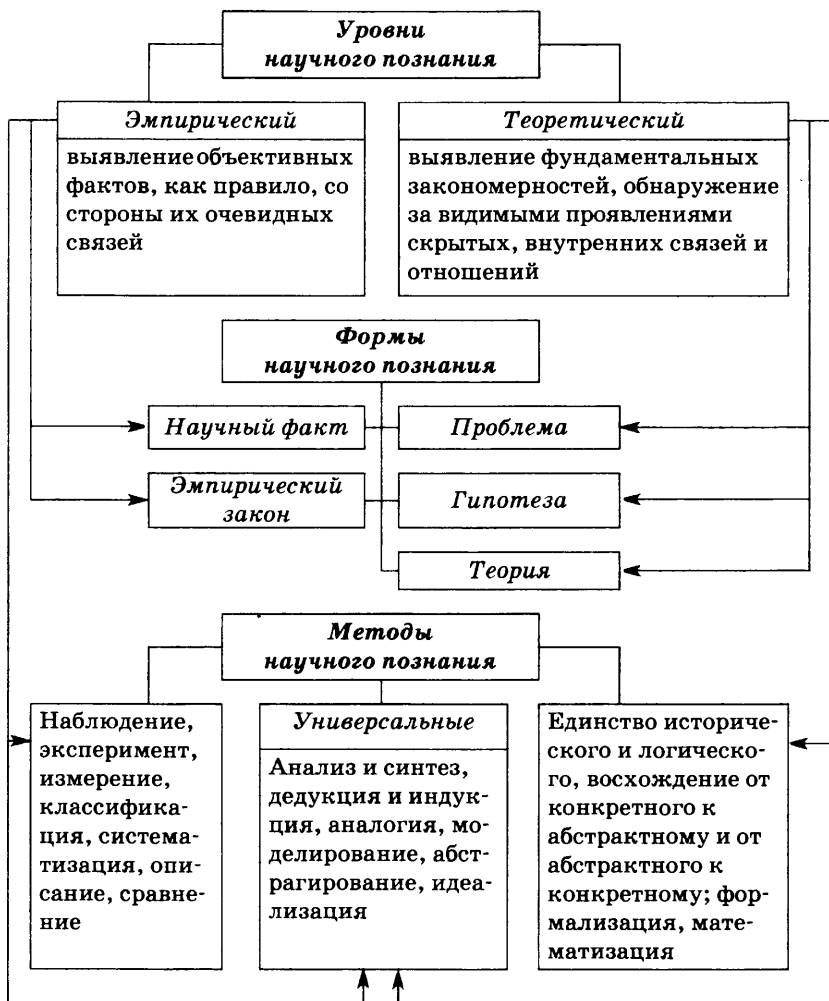 Уровни
научного познания
Эмпирический
выявление объективных
фактов, как правило, со
стороны их очевидных
связей
Теоретический
выявление фундаментальных
закономерностей, обнаружение
за видимыми проявлениями
скрытых, внутренних связей и
отношений
Формы
научного познания
Научный факт
Проблема
Эмпирический
закон
Гипотеза
Теория
Методы
научного познания
Наблюдение,
эксперимент,
измерение,
классифика-
ция, система-
тизация, опи-
сание, сравне-
ние
Универсальные
Анализ и синтез,
дедукция и индук-
ция, аналогия, мо-
делирование, абст-
рагирование, идеа-
лизация
Единство историче-
ского и логическо-
го, восхождение от
конкретного к
абстрактному и от
абстрактного к
конкретному; фор-
мализация, мате-
матизация